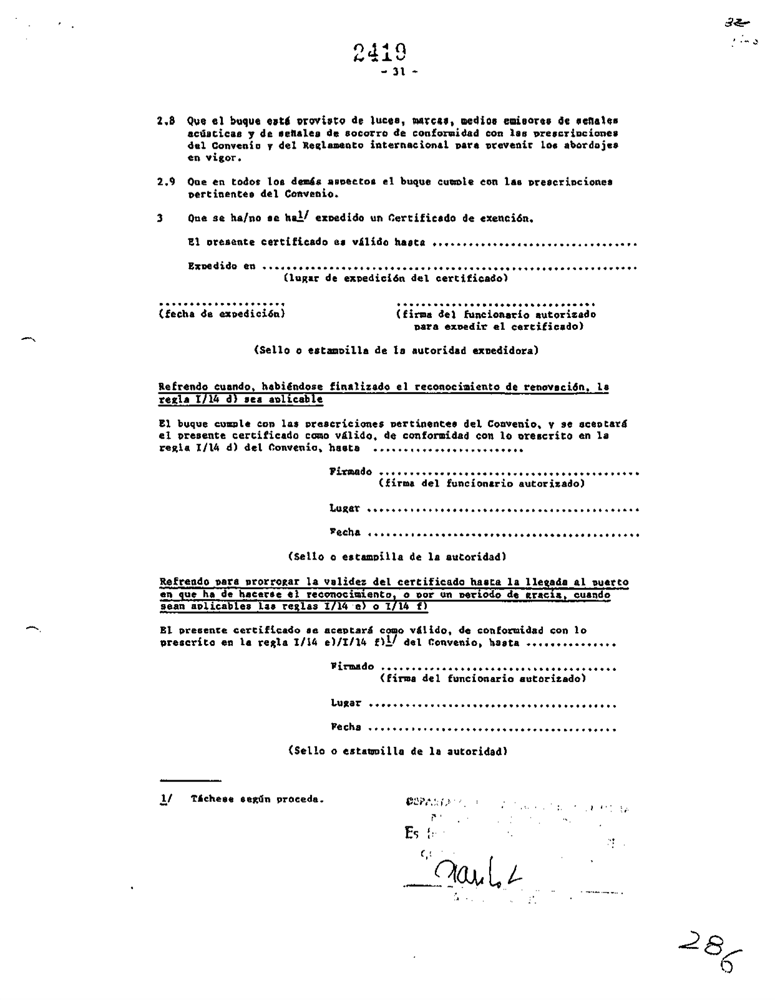 32
2419
- 31 -
2.8 Que el buque está provisto de luces, marcas, medios emisores de señales
acústicas y de señales de socorro de conformidad con las prescripciones
del Convenio y del Reglamento internacional para prevenir los abordajes
en vigor.
2.9 Que en todos los demás aspectos el buque cumple con las prescripciones
pertinentes del Convenio.
3 Que se ha/no se ha1/ expedido un Certificado de exención.
El presente certificado es válido hasta ..................................
Expedido en ..............................................................
(lugar de expedición del certificado)
..................... .................................
(fecha de expedición) (firma del funcionario autorizado
para expedir el certificado)
(Sello o estampilla de la autoridad expedidora)
Refrendo cuando, habiéndose finalizado el reconocimiento de renovación, la
regla I/14 d) sea aplicable
El buque cumple con las prescriciones pertinentes del Convenio, y se aceptará
el presente certificado como válido, de conformidad con lo prescrito en la
regla I/14 d) del Convenio, hasta .........................
Firmado ...........................................
(firma del funcionario autorizado)
Lugar .............................................
Fecha .............................................
(Sello o estampilla de la autoridad)
Refrendo para prorrogar la validez del certificado hasta la llegada al puerto
en que ha de hacerse el reconocimiento, o por un periodo de gracia, cuando
sean aplicables las reglas I/14 e) o I/14 f)
El presente certificado se aceptará como válido, de conformidad con lo
prescrito en la regla I/14 e)/I/14 f)1/ del Convenio, hasta ...............
Firmado .......................................
(firma del funcionario autorizado)
Lugar .........................................
Fecha .........................................
(Sello o estampilla de la autoridad)
1/ Táchese según proceda.
Es
286